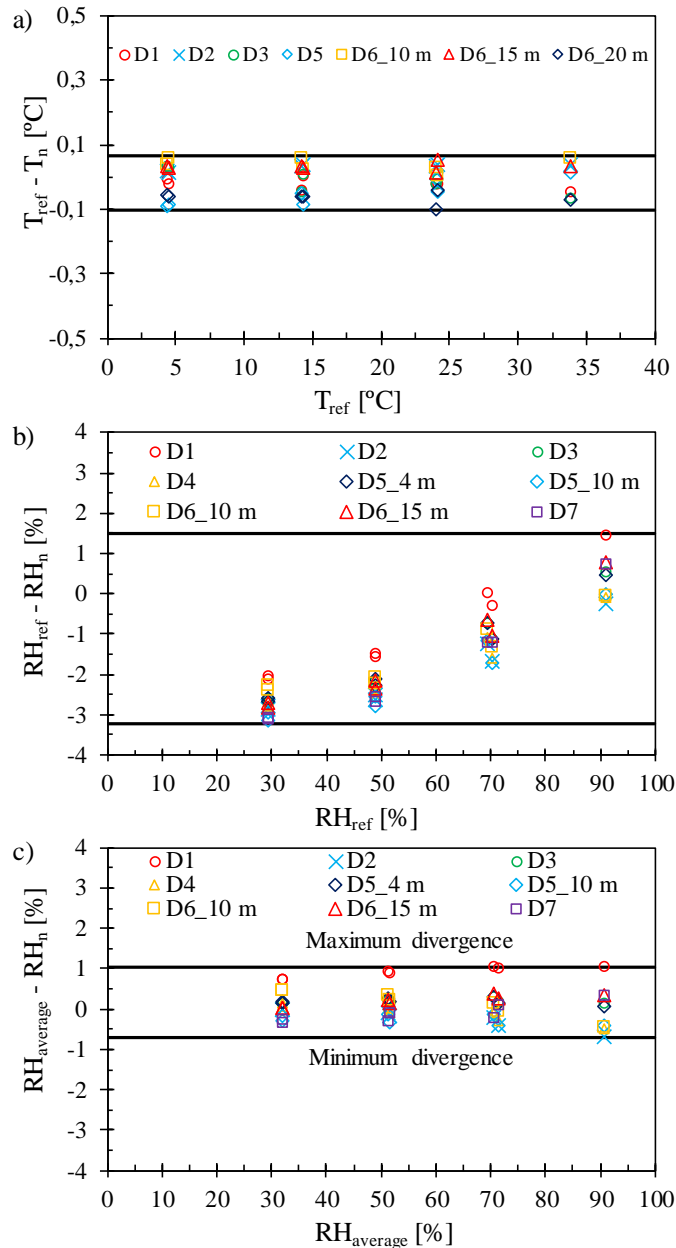 a)
0,5
0,3
0,1
-0,1
-0,3
-0,5
D1 D2 D3 D5 D6_10 m D6_15 m D6_20 m
T_ref - T_n [ºC]
0 5 10 15 20 25 30 35 40
T_ref [ºC]
b)
4
3
2
1
0
-1
-2
-3
-4
D1 D2 D3
D4 D5_4 m D5_10 m
D6_10 m D6_15 m D7
RH_ref - RH_n [%]
0 10 20 30 40 50 60 70 80 90 100
RH_ref [%]
c)
4
3
2
1
0
-1
-2
-3
-4
D1 D2 D3
D4 D5_4 m D5_10 m
D6_10 m D6_15 m D7
Maximum divergence
Minimum divergence
RH_average - RH_n [%]
0 10 20 30 40 50 60 70 80 90 100
RH_average [%]